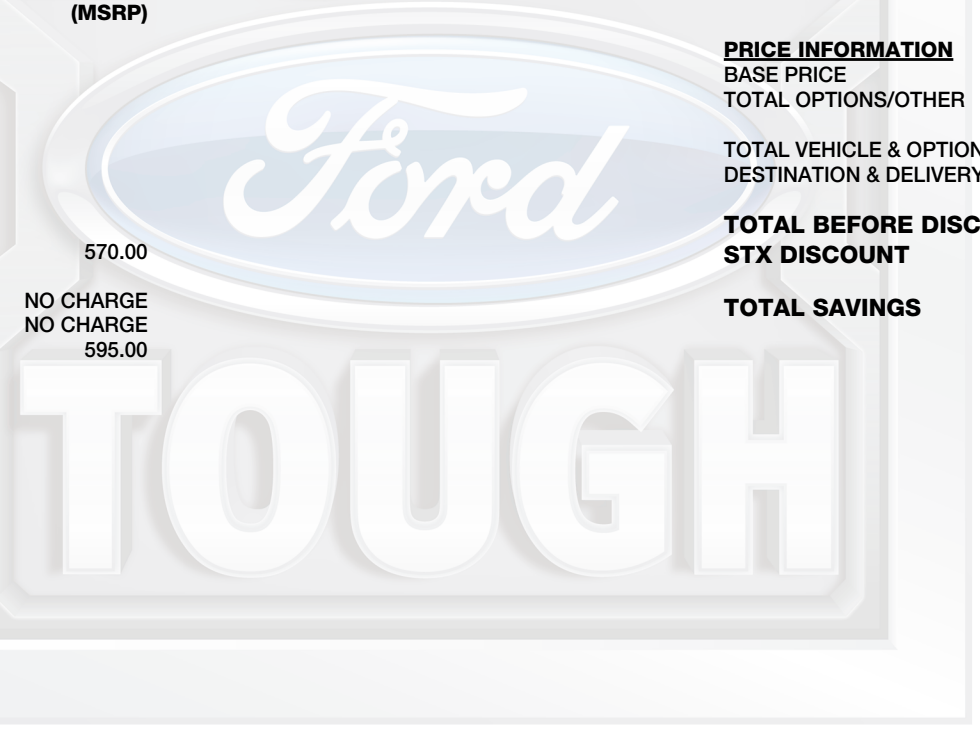 (MSRP)
570.00
NO CHARGE
NO CHARGE
595.00
PRICE INFORMATION
BASE PRICE
TOTAL OPTIONS/OTHER
TOTAL VEHICLE & OPTION
DESTINATION & DELIVERY
TOTAL BEFORE DISC
STX DISCOUNT
TOTAL SAVINGS
Ford
TOUGH